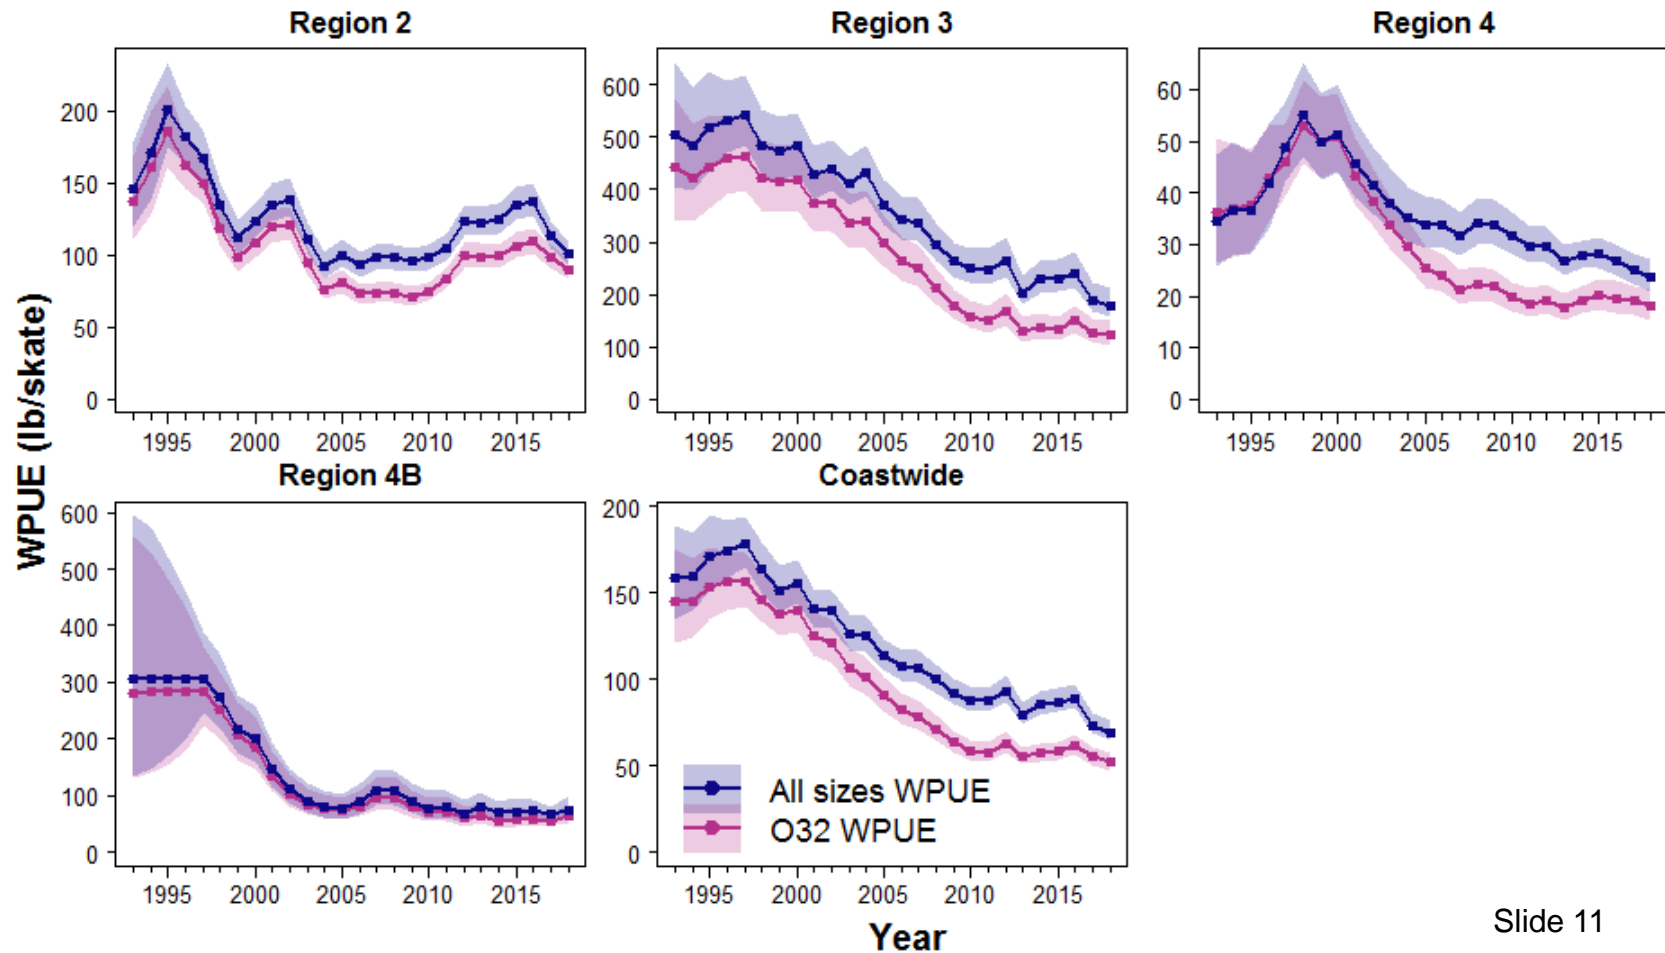 Region 2
Region 3
Region 4
200
150
100
50
0
600
500
400
300
200
100
0
60
50
40
30
20
10
0
1995 2000 2005 2010 2015
1995 2000 2005 2010 2015
1995 2000 2005 2010 2015
WPUE (lb/skate)
Region 4B
Coastwide
600
500
400
300
200
100
0
200
150
100
50
0
All sizes WPUE
O32 WPUE
1995 2000 2005 2010 2015
1995 2000 2005 2010 2015
Year
Slide 11